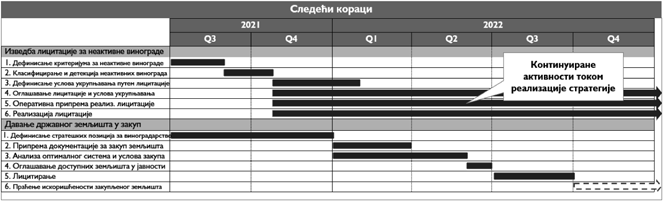 Следећи кораци
2021
2022
Q3
Q4
Q1
Q2
Q3
Q4
Изведба лицитације за неактивне винограде
1. Дефинисање критеријума за неактивне винограде
2. Класифицирање и детекција неактивних винограда
3. Дефинисање услова укрупњавања путем лицитације
4. Оглашавање лицитације и услова укрупњавања
5. Оперативна припрема реализ. лицитације
6. Реализација лицитације
Континуиране
активности током
реализације стратегије
Давање државног земљишта у закуп
1. Дефинисање стратешких позиција за виноградарство
2. Припрема документације за закуп земљишта
3. Анализа оптималног система и услова закупа
4. Оглашавање доступних земљишта у јавности
5. Лицитирање
6. Праћење искоришћености закупљеног земљишта